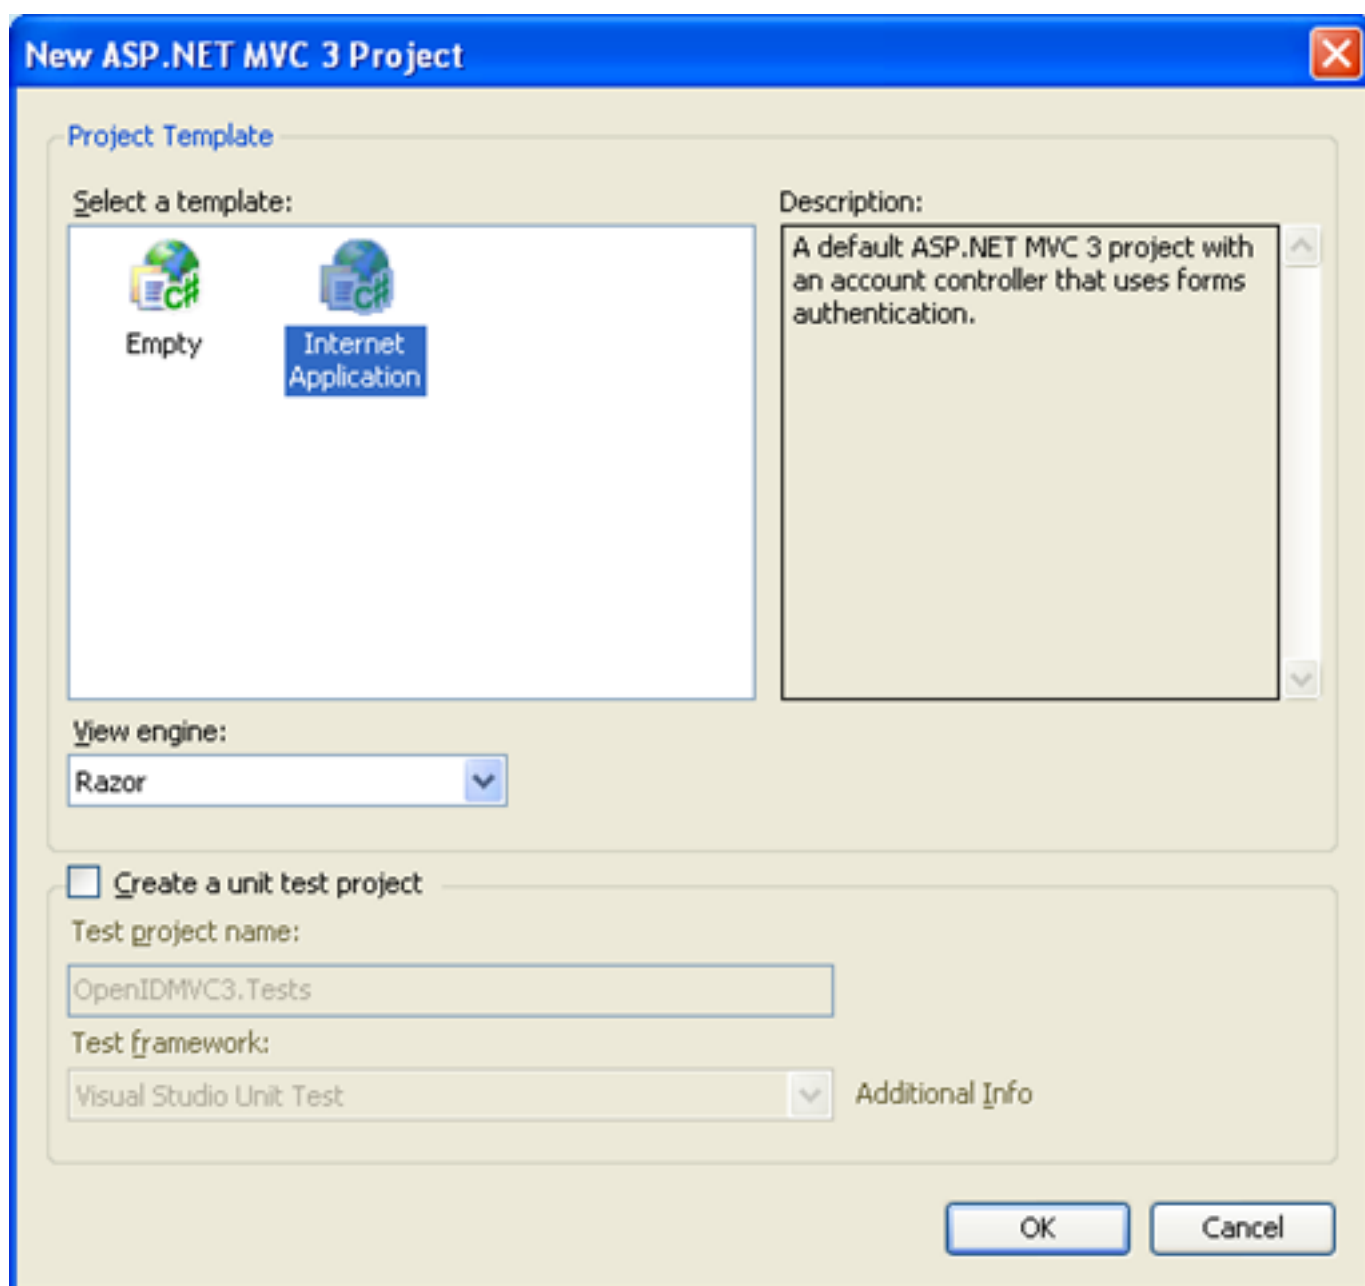 New ASP.NET MVC 3 Project
Project Template
Select a template:
Empty
Internet
Application
Description:
A default ASP.NET MVC 3 project with
an account controller that uses forms
authentication.
View engine:
Razor
Create a unit test project
Test project name:
OpenIDMVC3.Tests
Test framework:
Visual Studio Unit Test
Additional Info
OK
Cancel